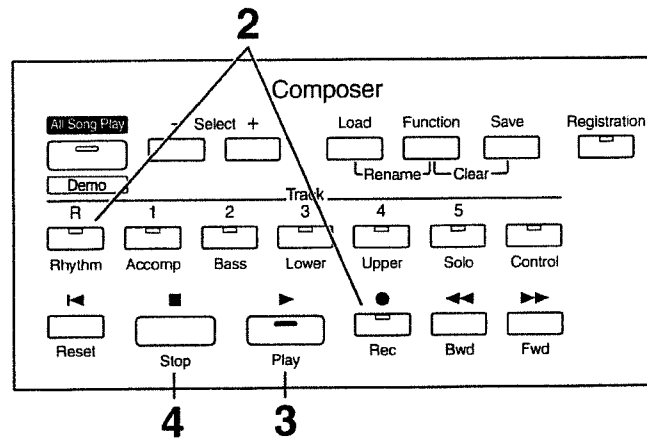 2
Composer
All Song Play - Select + Load Function Save Registration
Demo Rename Clear
Track
R 1 2 3 4 5
Rhythm Accomp Bass Lower Upper Solo Control
Reset Stop Play Rec Bwd Fwd
4 3